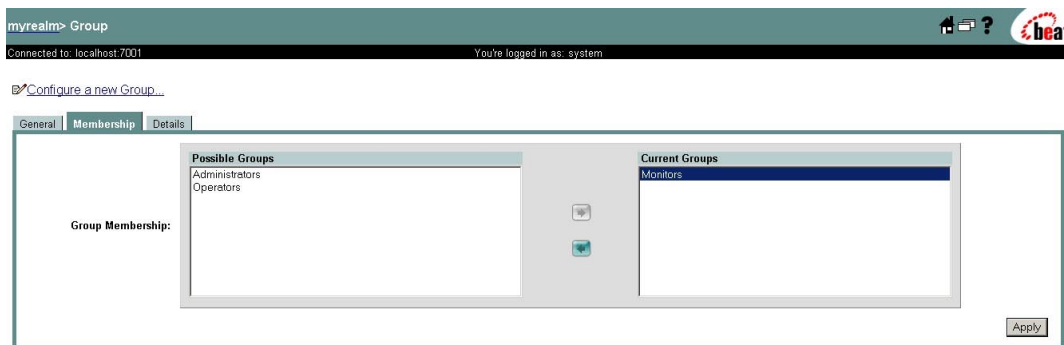 myrealm> Group
?
bea
Connected to: localhost:7001 You're logged in as: system
Configure a new Group...
General Membership Details
Possible Groups Current Groups
Administrators Monitors
Operators
Group Membership:
Apply